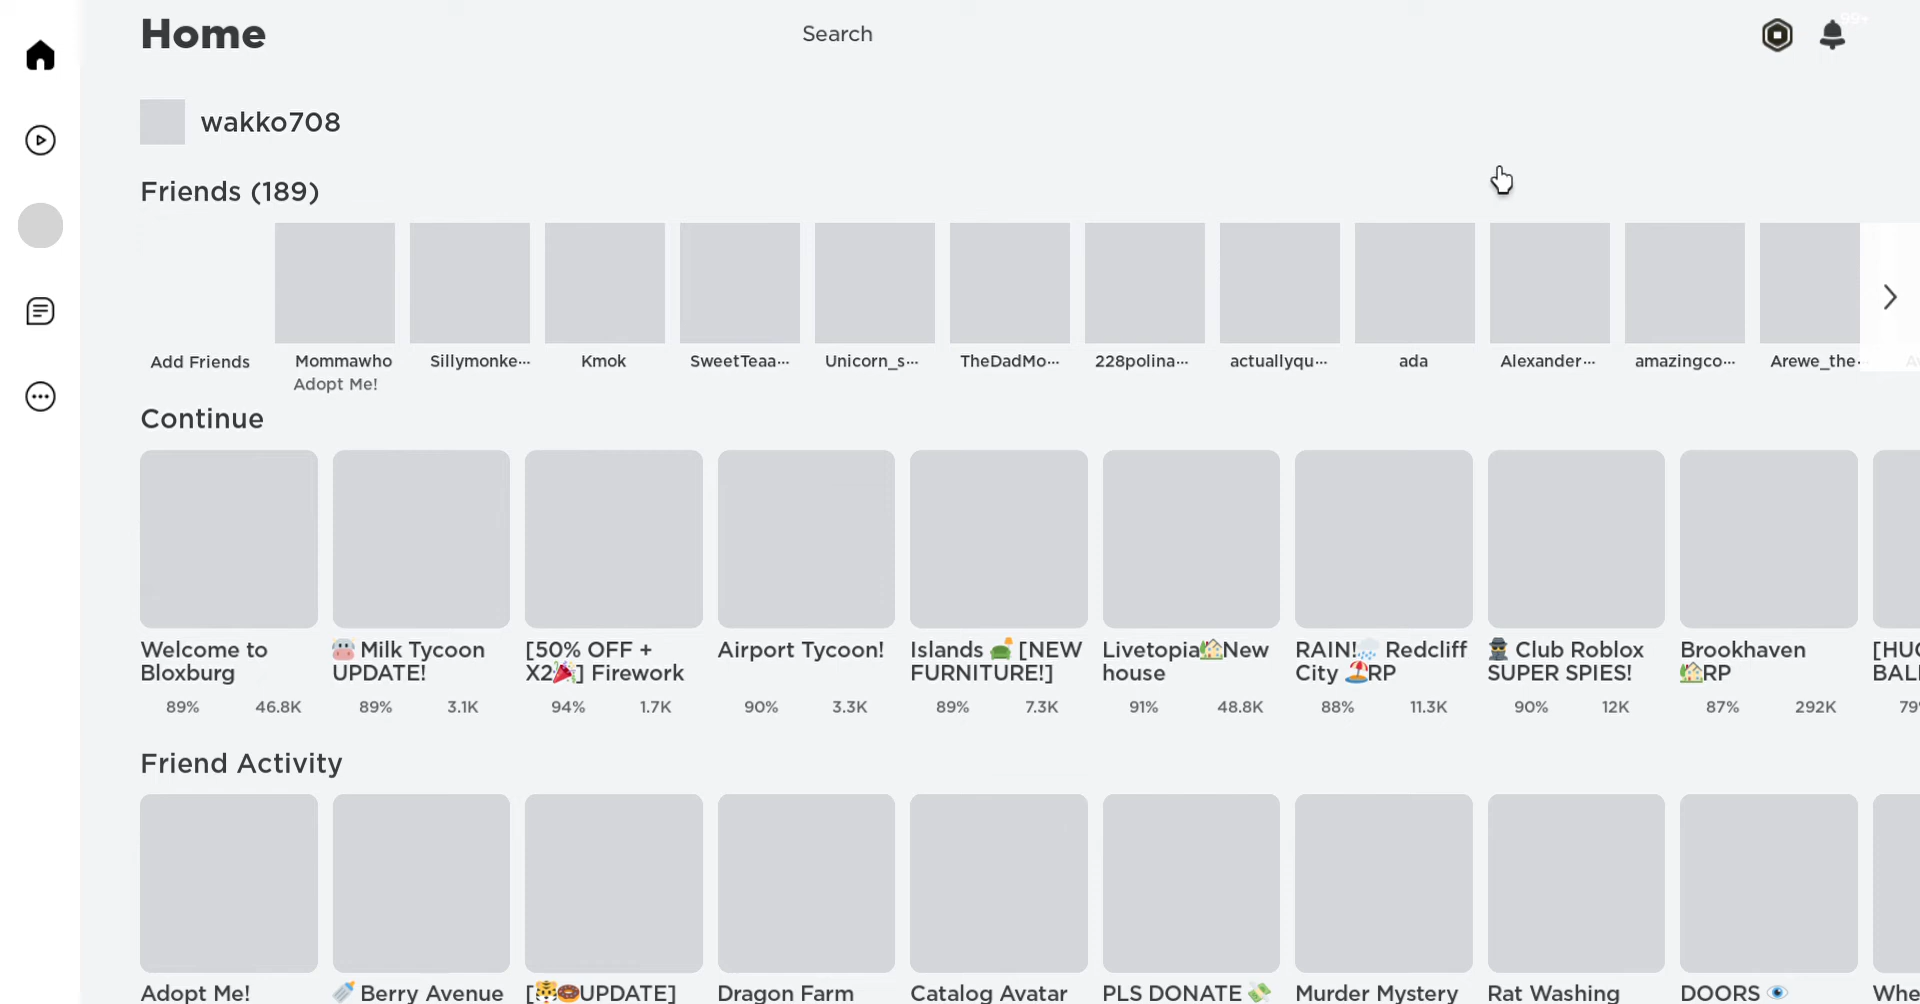 Home
Search
99+
wakko708
Friends (189)
Add Friends
Mommawho
Sillymonke...
Kmok
SweetTeaa...
Unicorn_s...
TheDadMo...
228polina...
actuallyqu...
ada
Alexander...
amazingco...
Arewe_the...
Adopt Me!
Continue
Welcome to
Bloxburg
89% 46.8K
🐮 Milk Tycoon
UPDATE!
89% 3.1K
[50% OFF +
X2🎉] Firework
94% 1.7K
Airport Tycoon!
90% 3.3K
Islands 🛋️ [NEW
FURNITURE!]
89% 7.3K
Livetopia🏡New
house
91% 48.8K
RAIN!🌧️ Redcliff
City 🏖️RP
88% 11.3K
🕵️ Club Roblox
SUPER SPIES!
90% 12K
Brookhaven
🏡RP
87% 292K
79%
Friend Activity
Adopt Me!
🍼 Berry Avenue
[🐯🍩UPDATE]
Dragon Farm
Catalog Avatar
PLS DONATE 💸
Murder Mystery
Rat Washing
DOORS 👁️